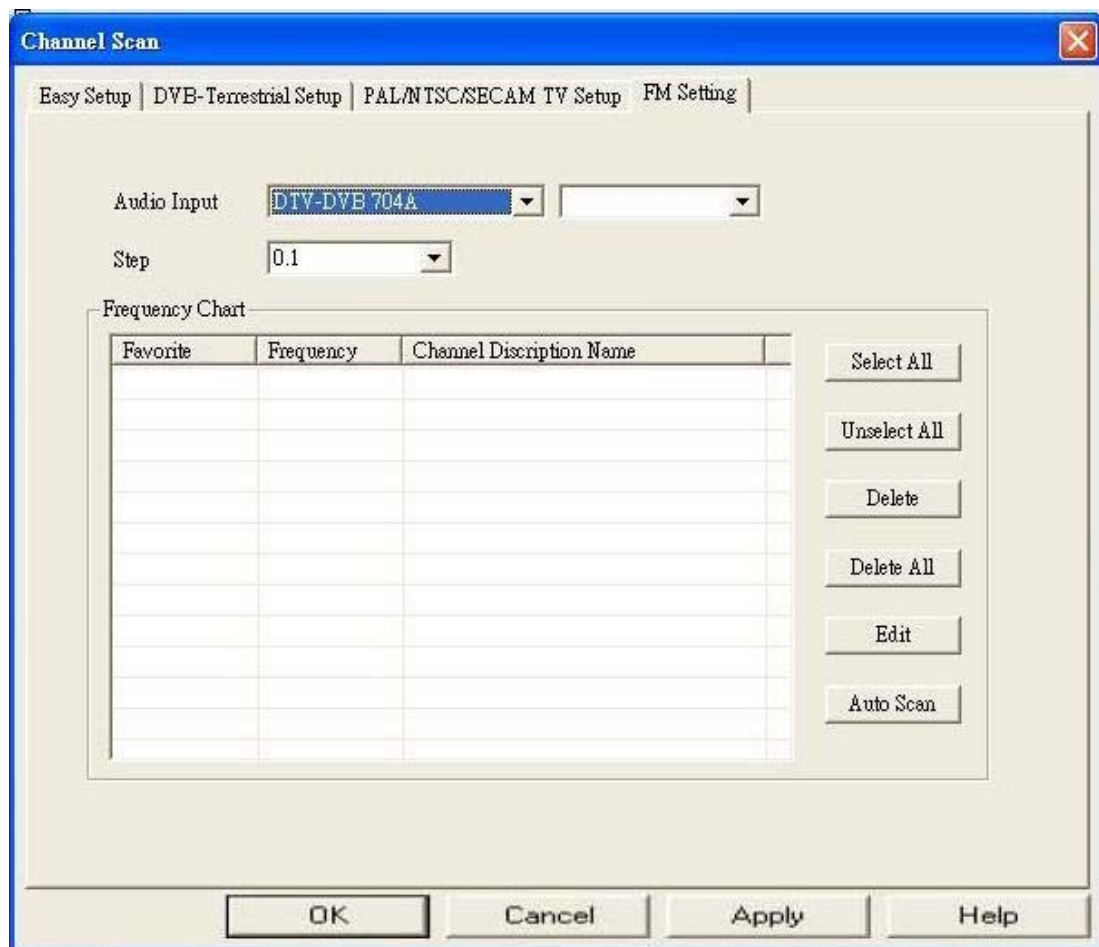 Channel Scan
Easy Setup DVB-Terrestrial Setup PAL/NTSC/SECAM TV Setup FM Setting
Audio Input DTV-DVB 704A
Step 0.1
Frequency Chart
Favorite Frequency Channel Discription Name
Select All
Unselect All
Delete
Delete All
Edit
Auto Scan
OK Cancel Apply Help